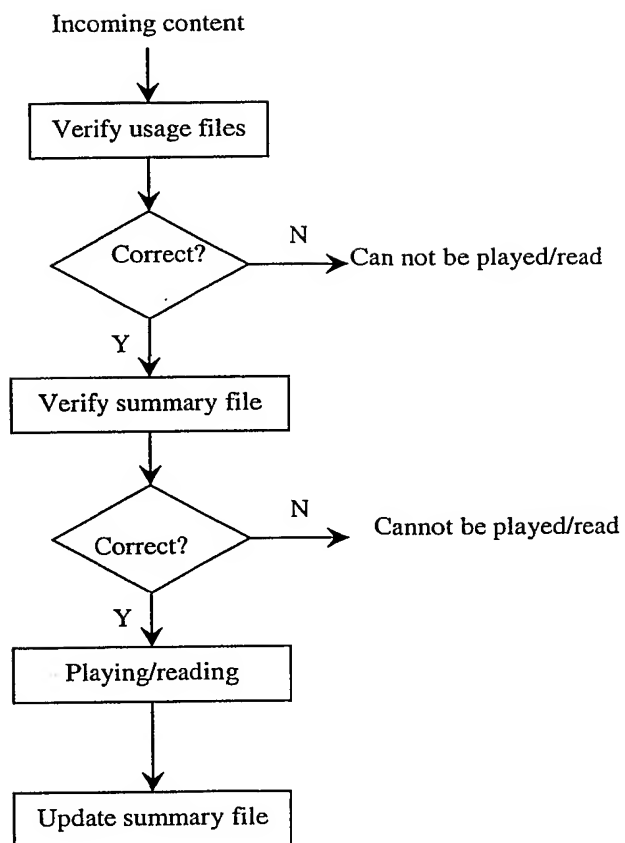 Incoming content
Verify usage files
Correct?
N
Can not be played/read
Y
Verify summary file
Correct?
N
Cannot be played/read
Y
Playing/reading
Update summary file